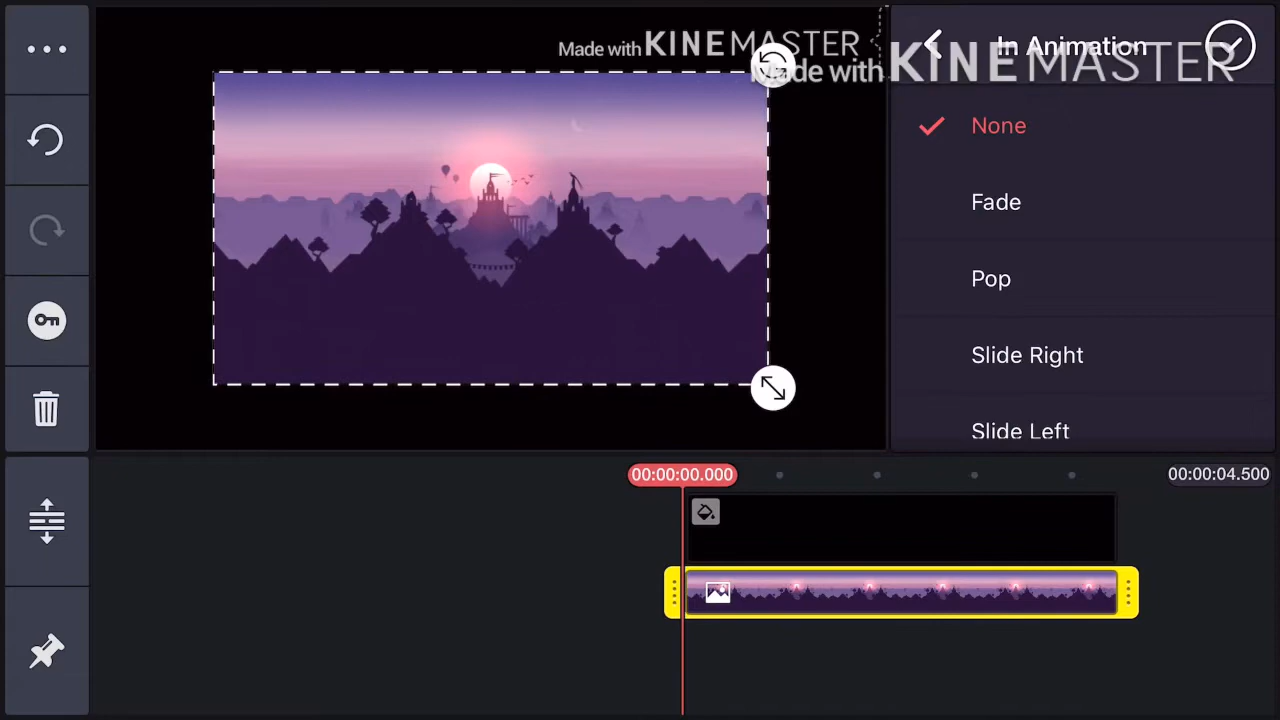 Made with KINEMASTER
In Animation
Made with KINEMASTER
None
Fade
Pop
Slide Right
Slide Left
00:00:00.000
00:00:04.500